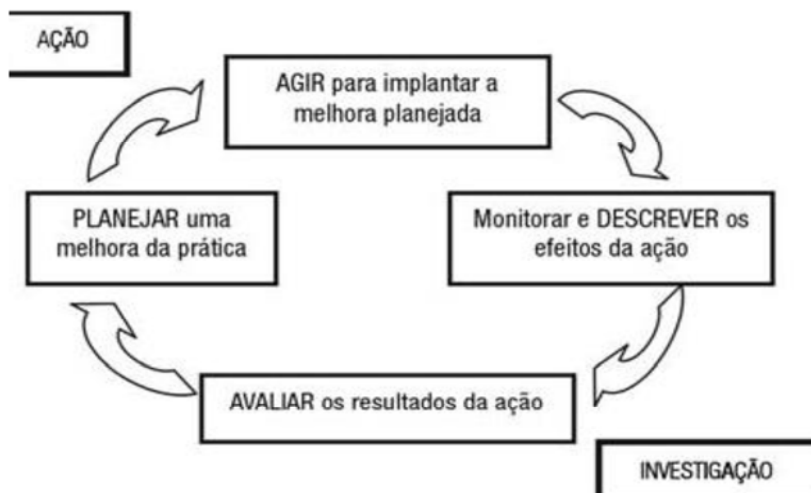 AÇÃO
AGIR para implantar a
melhora planejada
PLANEJAR uma
melhora da prática
Monitorar e DESCREVER os
efeitos da ação
AVALIAR os resultados da ação
INVESTIGAÇÃO